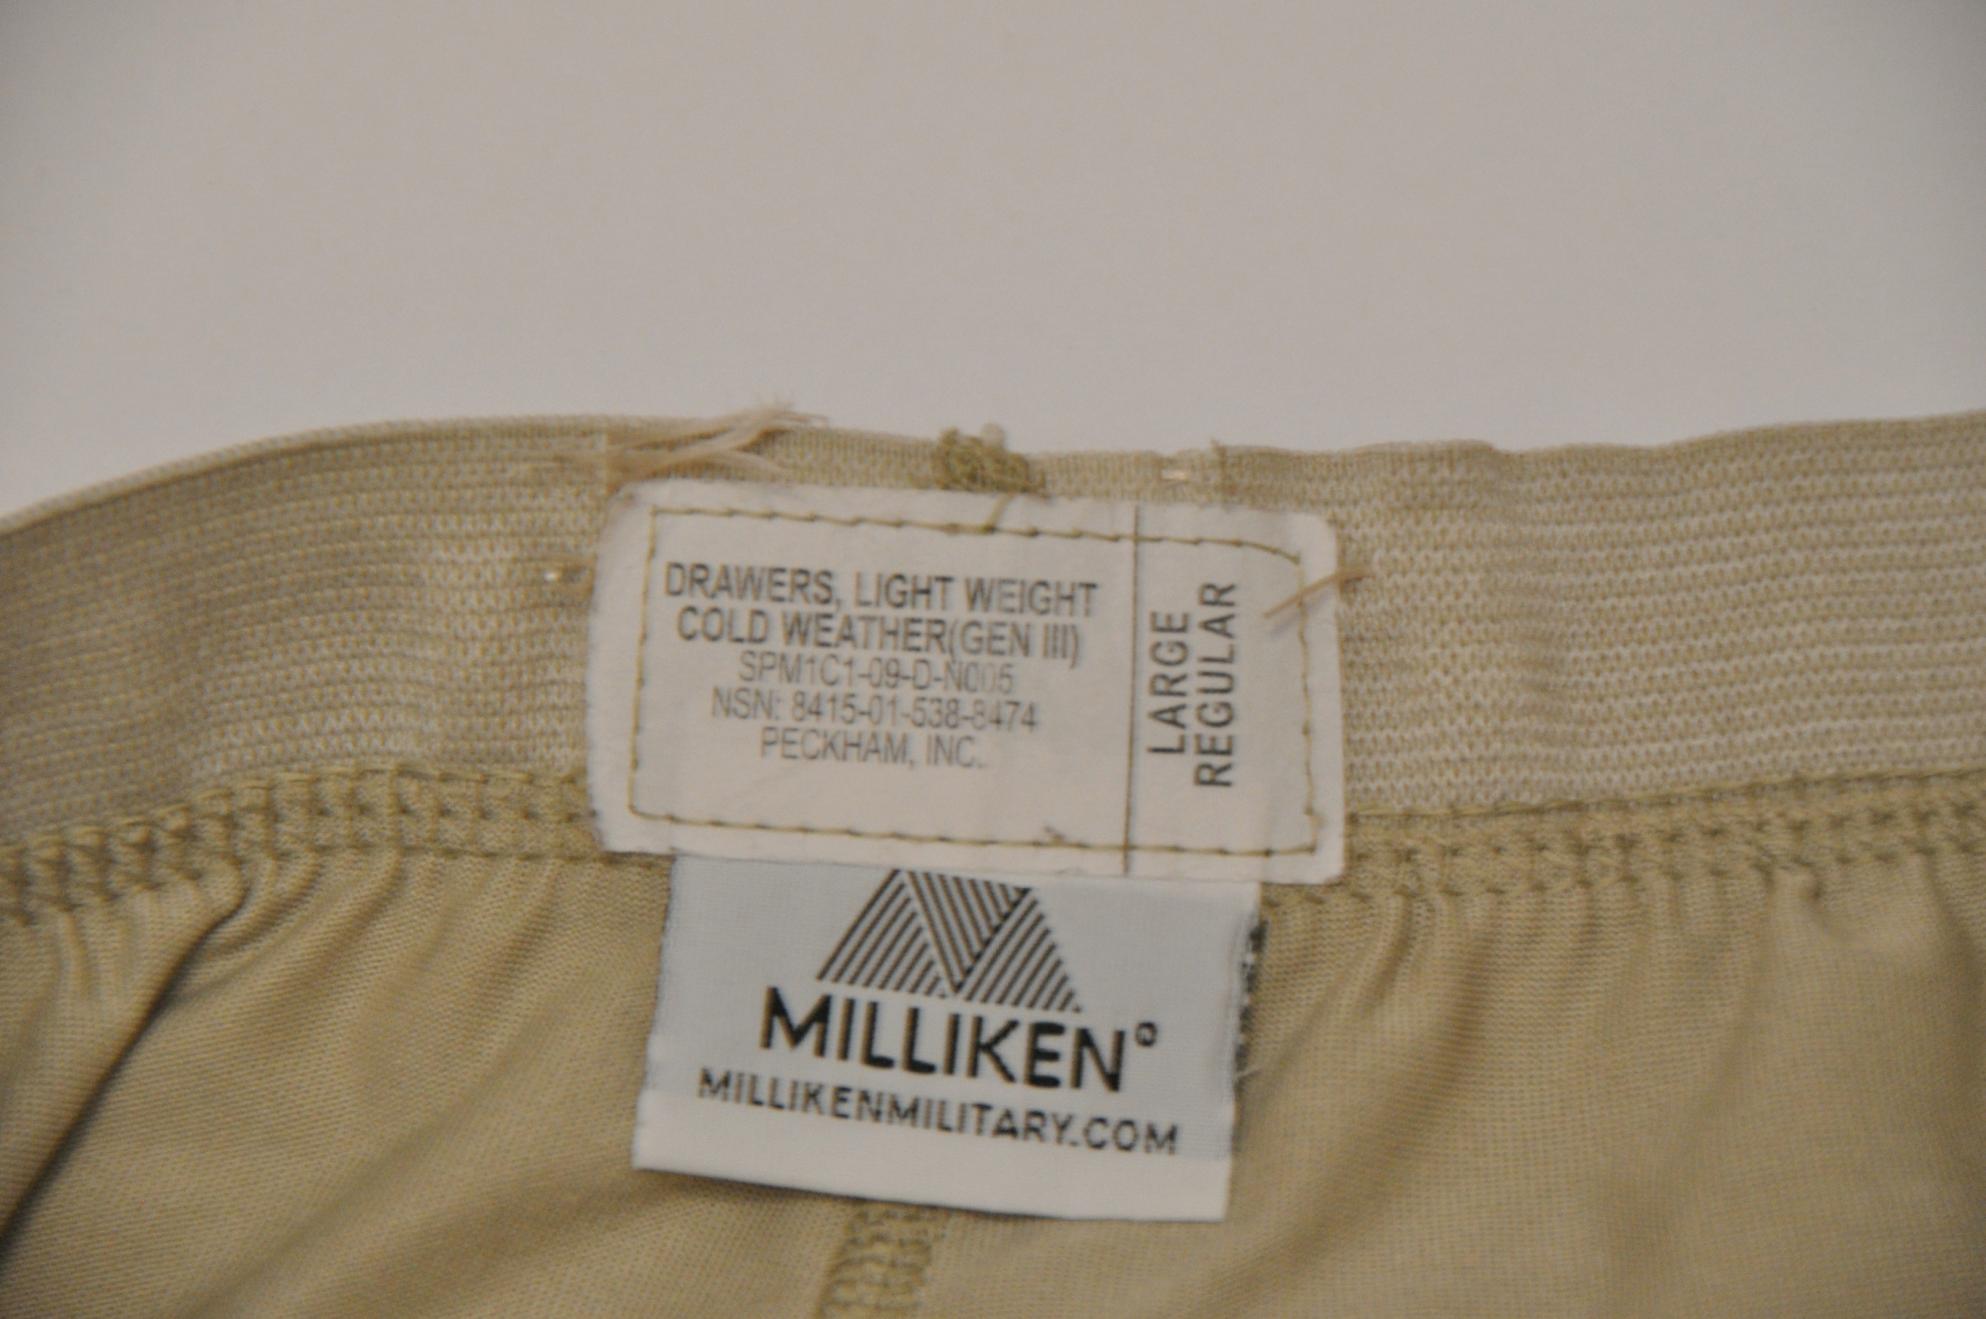 DRAWERS, LIGHT WEIGHT
COLD WEATHER(GEN III)
SPM1C1-09-D-N005
NSN: 8415-01-538-8474
PECKHAM, INC.
LARGE
REGULAR
MILLIKEN®
MILLIKENMILITARY.COM